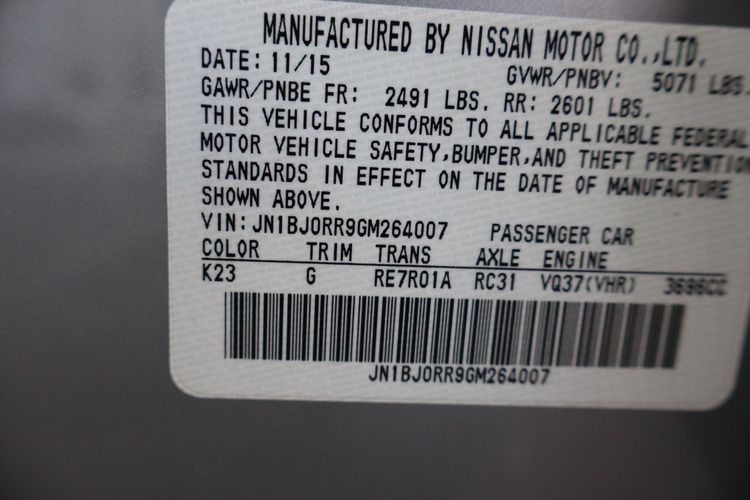 MANUFACTURED BY NISSAN MOTOR CO.,LTD.
DATE: 11/15 GVWR/PNBV: 5071 LBS.
GAWR/PNBE FR: 2491 LBS. RR: 2601 LBS.
THIS VEHICLE CONFORMS TO ALL APPLICABLE FEDERAL
MOTOR VEHICLE SAFETY,BUMPER,AND THEFT PREVENTION
STANDARDS IN EFFECT ON THE DATE OF MANUFACTURE
SHOWN ABOVE.
VIN: JN1BJ0RR9GM264007 PASSENGER CAR
COLOR TRIM TRANS AXLE ENGINE
K23 G RE7R01A RC31 VQ37(VHR) 3696CC
JN1BJ0RR9GM264007